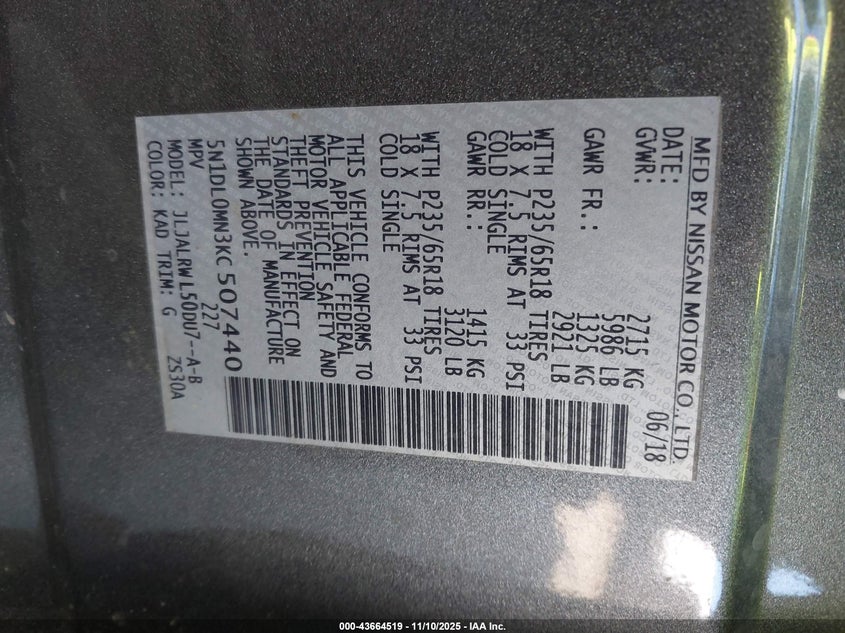 MFD BY NISSAN MOTOR CO., LTD.
DATE: 06/18
GVWR: 2715 KG
5986 LB
GAWR FR.: 1325 KG
2921 LB
WITH P235/65R18 TIRES
18 X 7.5 RIMS AT 33 PSI
COLD SINGLE
GAWR RR.: 1415 KG
3120 LB
WITH P235/65R18 TIRES
18 X 7.5 RIMS AT 33 PSI
COLD SINGLE
THIS VEHICLE CONFORMS TO
ALL APPLICABLE FEDERAL
MOTOR VEHICLE SAFETY AND
THEFT PREVENTION
STANDARDS IN EFFECT ON
THE DATE OF MANUFACTURE
SHOWN ABOVE.
5N1DL0MN3KC507440
MPV 227
MODEL: JLJALRWL50DU7--A-B
COLOR: KAD TRIM: G ZS30A
000-43664519 - 11/10/2025 - IAA Inc.